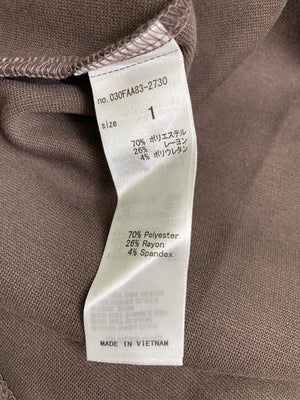 no. 030FAA83-2730
size 1
70% ポリエステル
26% レーヨン
4% ポリウレタン
70% Polyester
26% Rayon
4% Spandex
MADE IN VIETNAM